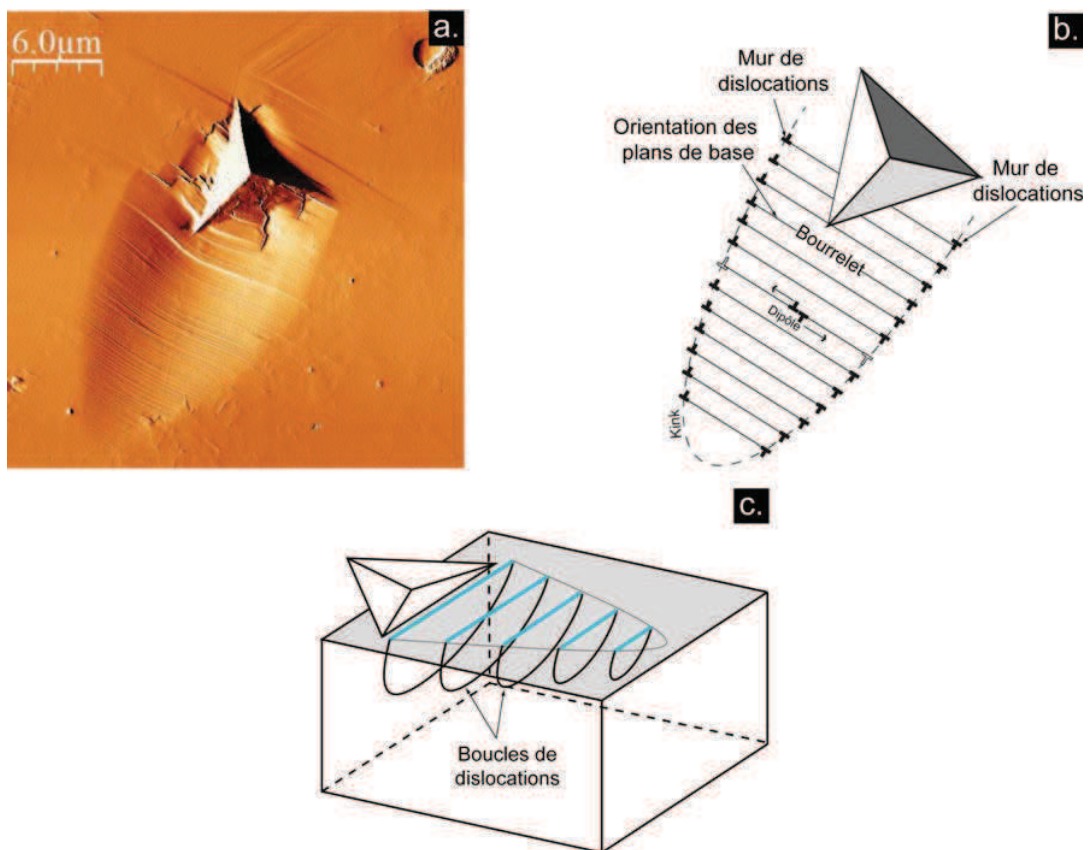 a.
6.0µm
b.
Mur de
dislocations
Orientation des
plans de base
Mur de
dislocations
Bourrelet
Dipôle
Kink
c.
Boucles de
dislocations